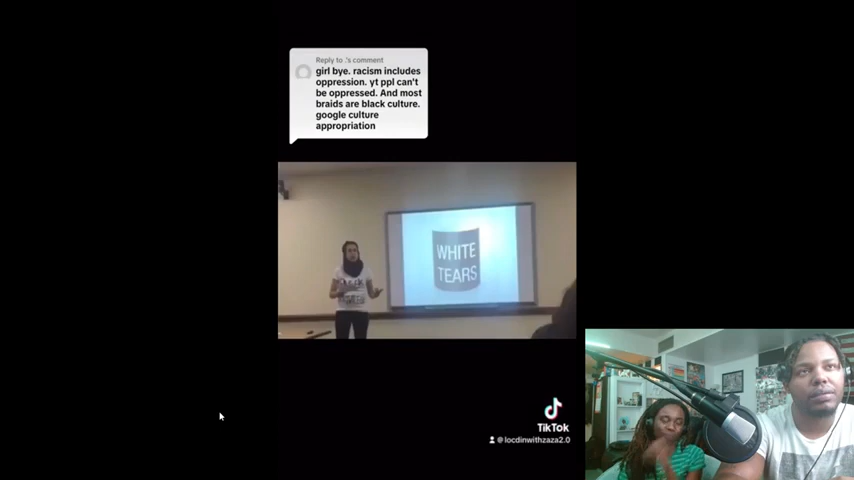 Reply to .'s comment
girl bye. racism includes
oppression. yt ppl can't
be oppressed. And most
braids are black culture.
google culture
appropriation
WHITE
TEARS
TikTok
@locdinwithzaza2.0